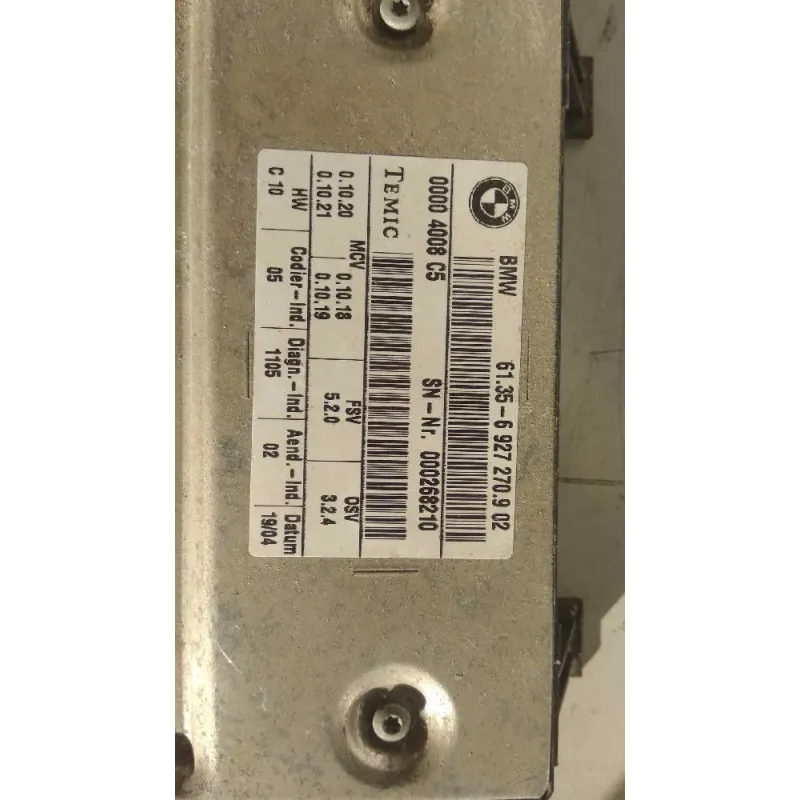 BMW
BMW 61.35-6 927 270.9 02
0000 4008 C5 SN-Nr. 000268210
TEMIC
MCV FSV OSV
0.10.20 0.10.18 5.2.0 3.2.4
0.10.21 0.10.19
HW Codier-Ind. Diagn.-Ind. Aend.-Ind. Datum
C 10 05 1105 02 19/04